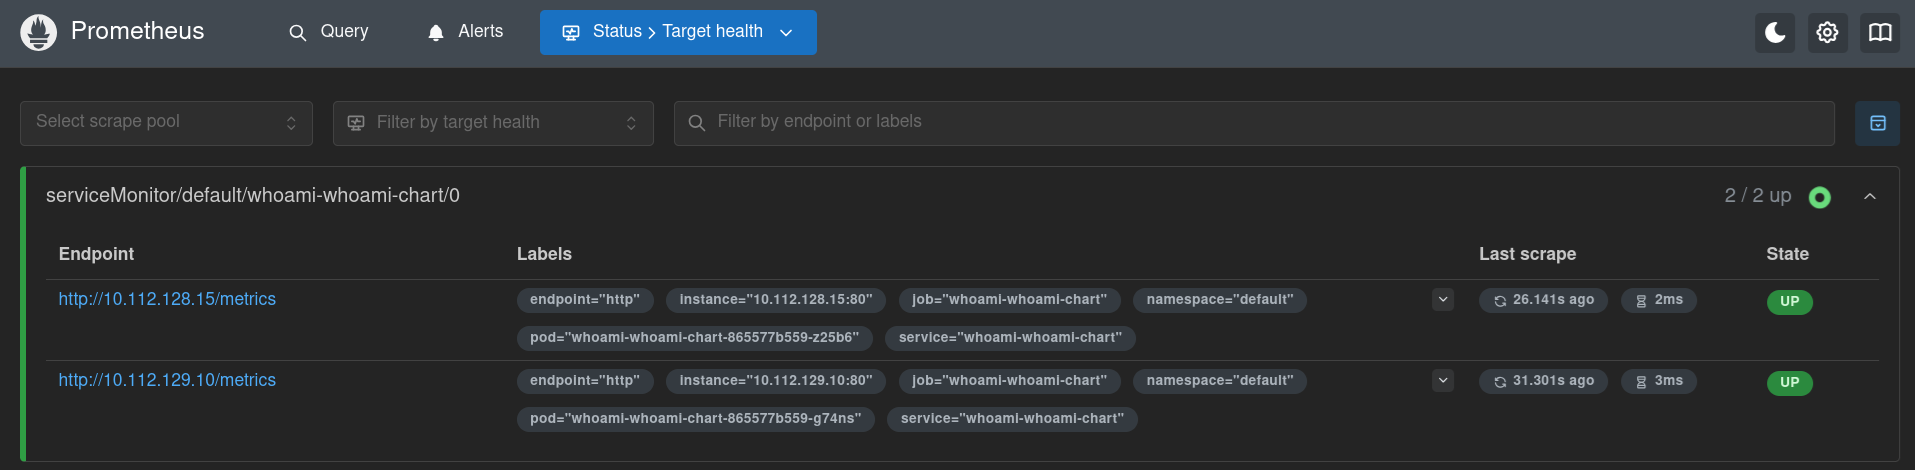 Prometheus Query Alerts Status > Target health
Select scrape pool Filter by target health Filter by endpoint or labels
serviceMonitor/default/whoami-whoami-chart/0 2 / 2 up
Endpoint Labels Last scrape State
http://10.112.128.15/metrics endpoint="http" instance="10.112.128.15:80" job="whoami-whoami-chart" namespace="default" 26.141s ago 2ms UP
pod="whoami-whoami-chart-865577b559-z25b6" service="whoami-whoami-chart"
http://10.112.129.10/metrics endpoint="http" instance="10.112.129.10:80" job="whoami-whoami-chart" namespace="default" 31.301s ago 3ms UP
pod="whoami-whoami-chart-865577b559-g74ns" service="whoami-whoami-chart"